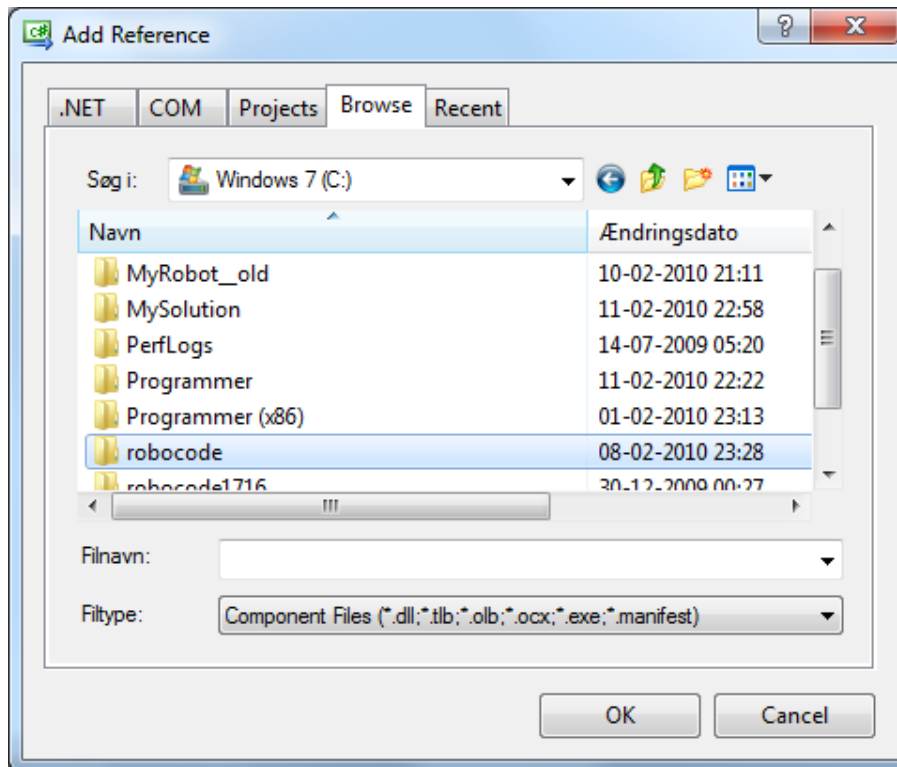 Add Reference
.NET COM Projects Browse Recent
Søg i: Windows 7 (C:)
Navn Ændringsdato
MyRobot__old 10-02-2010 21:11
MySolution 11-02-2010 22:58
PerfLogs 14-07-2009 05:20
Programmer 11-02-2010 22:22
Programmer (x86) 01-02-2010 23:13
robocode 08-02-2010 23:28
robocode1716 30-12-2009 00:27
Filnavn:
Filtype: Component Files (*.dll;*.tlb;*.olb;*.ocx;*.exe;*.manifest)
OK Cancel